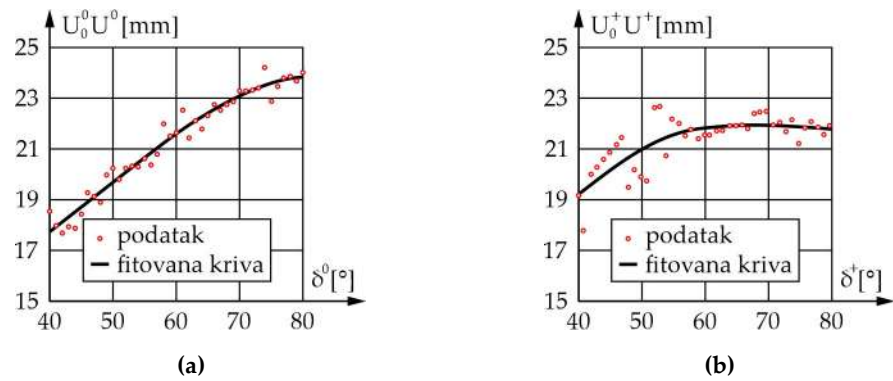 U₀⁰U⁰ [mm]
25
23
21
19
17
15
40
50
60
70
80
podatak
fitovana kriva
δ⁰[°]
(a)
U₀⁺U⁺ [mm]
25
23
21
19
17
15
40
50
60
70
80
podatak
fitovana kriva
δ⁺[°]
(b)